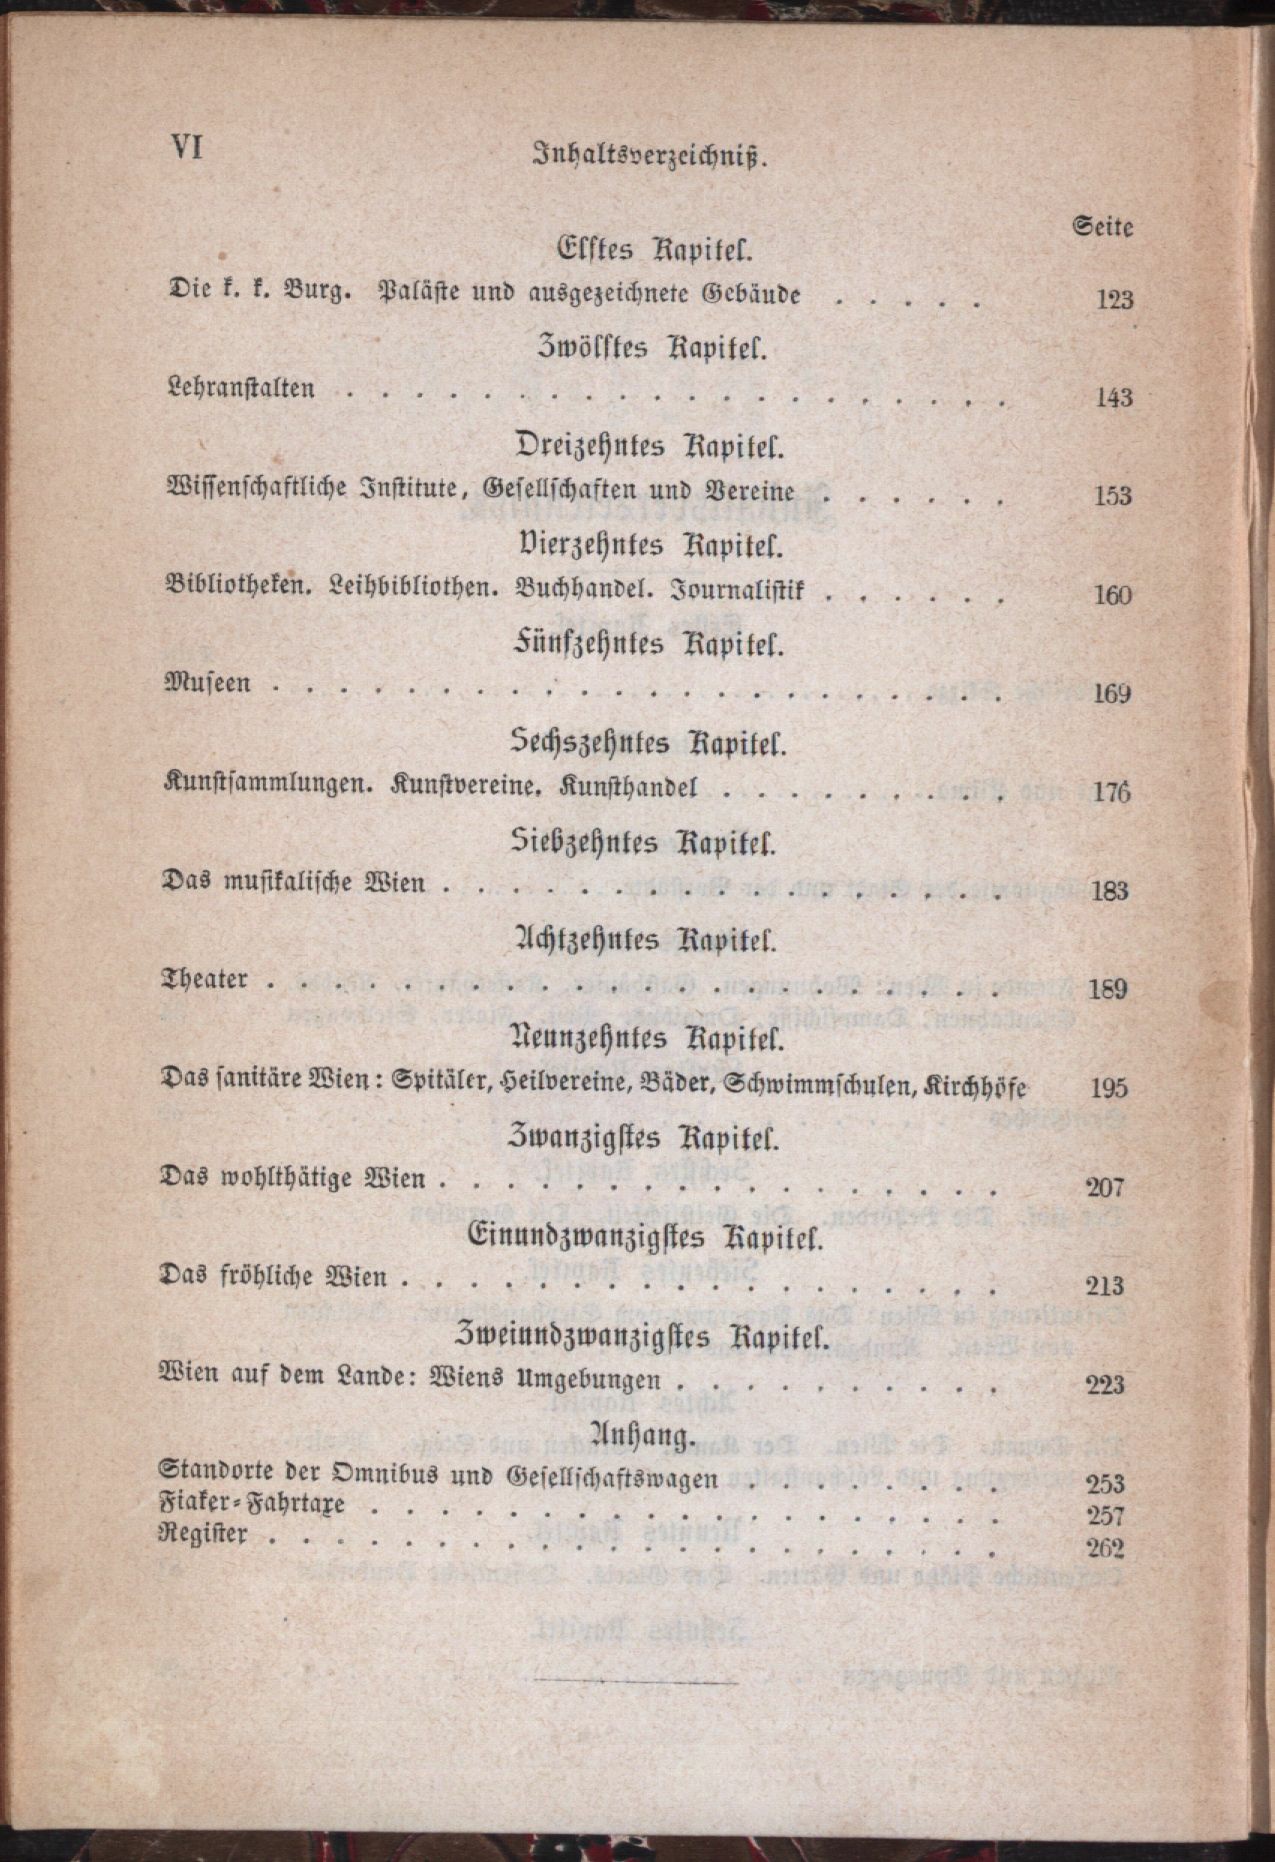 VI
Inhaltsverzeichniß.
Seite
Elftes Kapitel.
Die k. k. Burg. Paläste und ausgezeichnete Gebäude . . . . . 123
Zwölftes Kapitel.
Lehranstalten . . . . . . . . . . . . . . . . . . . . 143
Dreizehntes Kapitel.
Wissenschaftliche Institute, Gesellschaften und Vereine . . . . . . 153
Vierzehntes Kapitel.
Bibliotheken. Leihbibliothen. Buchhandel. Journalistik . . . . . . 160
Fünfzehntes Kapitel.
Museen . . . . . . . . . . . . . . . . . . . . . . 169
Sechszehntes Kapitel.
Kunstsammlungen. Kunstvereine. Kunsthandel . . . . . . . . . 176
Siebzehntes Kapitel.
Das musikalische Wien . . . . . . . . . . . . . . . . . 183
Achtzehntes Kapitel.
Theater . . . . . . . . . . . . . . . . . . . . . . 189
Neunzehntes Kapitel.
Das sanitäre Wien: Spitäler, Heilvereine, Bäder, Schwimmschulen, Kirchhöfe 195
Zwanzigstes Kapitel.
Das wohlthätige Wien . . . . . . . . . . . . . . . . . 207
Einundzwanzigstes Kapitel.
Das fröhliche Wien . . . . . . . . . . . . . . . . . . 213
Zweiundzwanzigstes Kapitel.
Wien auf dem Lande: Wiens Umgebungen . . . . . . . . . . 223
Anhang.
Standorte der Omnibus und Gesellschaftswagen . . . . . . . . 253
Fiaker-Fahrtaxe . . . . . . . . . . . . . . . . . . . 257
Register . . . . . . . . . . . . . . . . . . . . . . 262